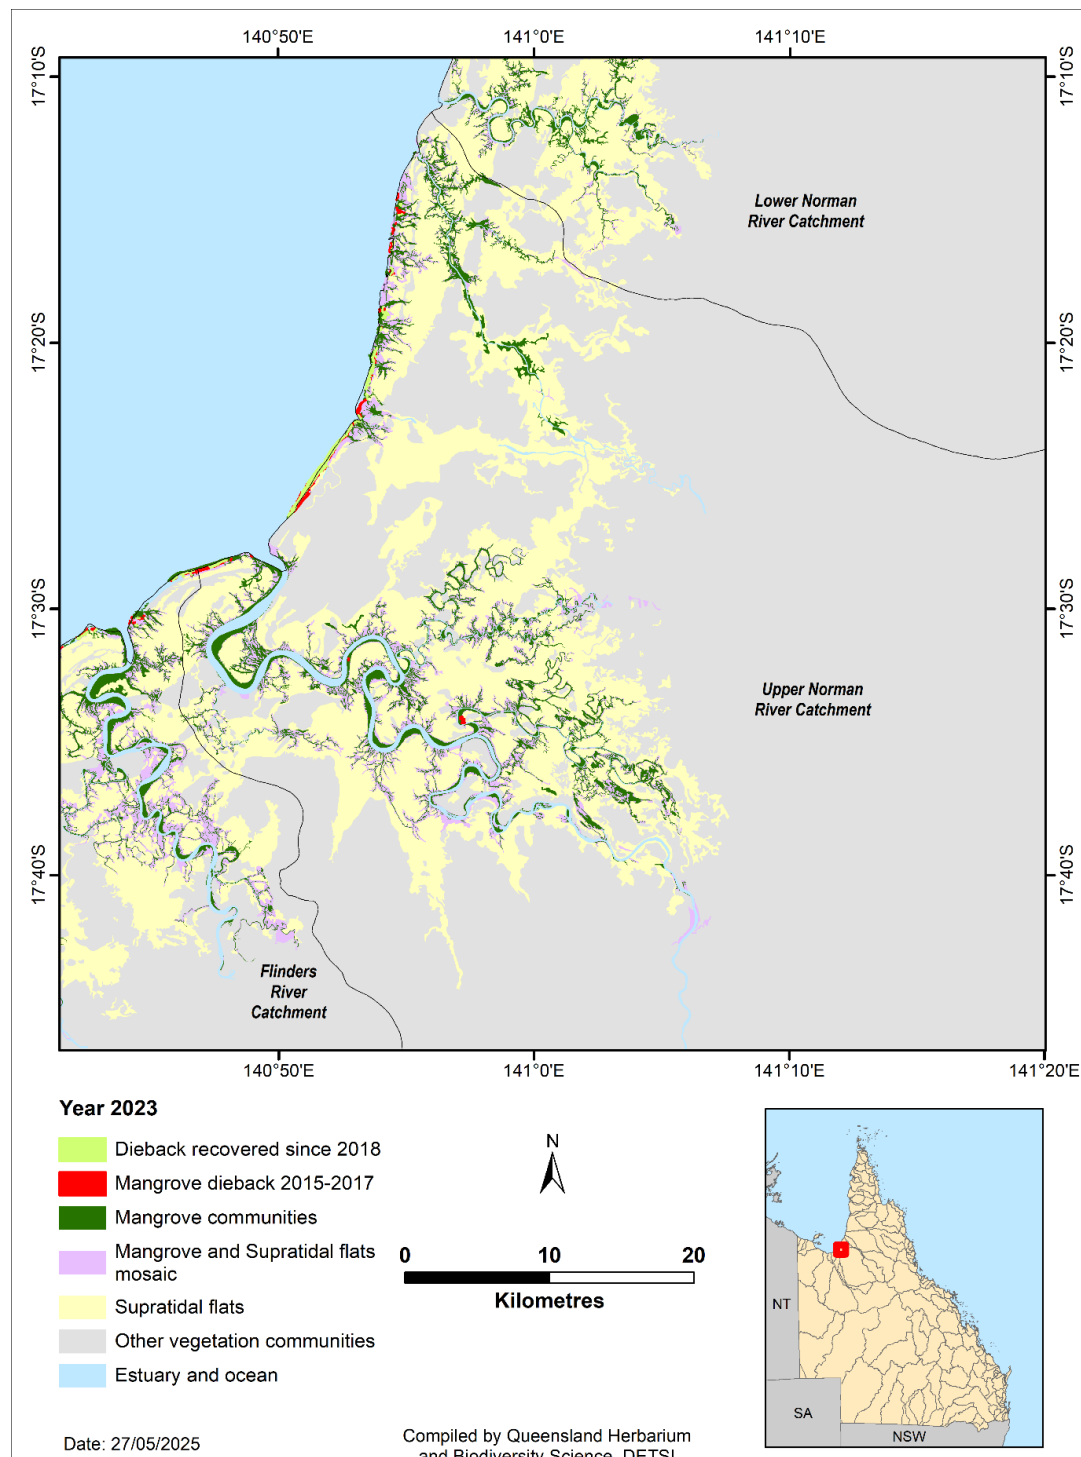 140°50'E 141°0'E 141°10'E
17°10'S 17°10'S
Lower Norman
River Catchment
17°20'S 17°20'S
17°30'S 17°30'S
Upper Norman
River Catchment
17°40'S 17°40'S
Flinders
River
Catchment
140°50'E 141°0'E 141°10'E 141°20'E
Year 2023
Dieback recovered since 2018
Mangrove dieback 2015-2017
Mangrove communities
Mangrove and Supratidal flats
mosaic
Supratidal flats
Other vegetation communities
Estuary and ocean
N
0 10 20
Kilometres
NT
SA
NSW
Date: 27/05/2025
Compiled by Queensland Herbarium
and Biodiversity Science, DETSI